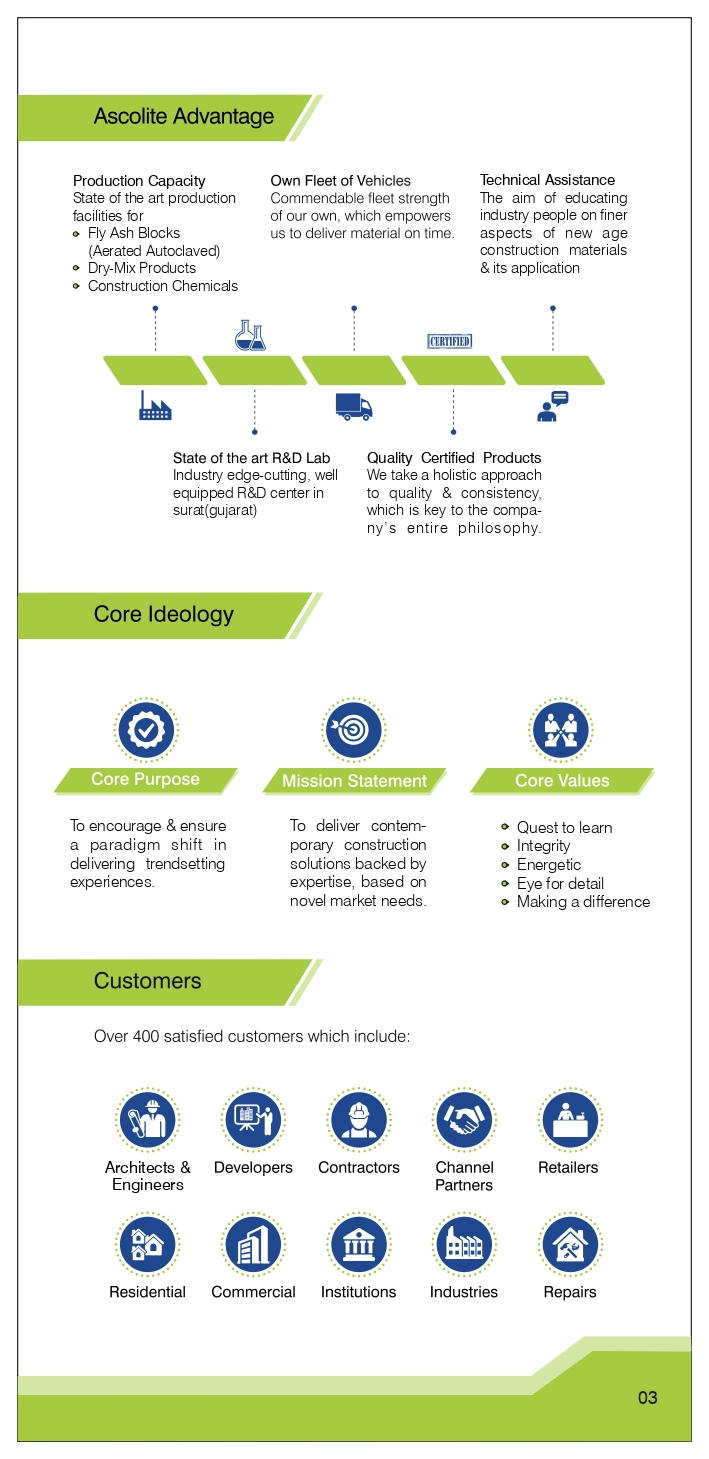 Ascolite Advantage
Production Capacity
State of the art production
facilities for
Fly Ash Blocks
(Aerated Autoclaved)
Dry-Mix Products
Construction Chemicals
Own Fleet of Vehicles
Commendable fleet strength
of our own, which empowers
us to deliver material on time.
Technical Assistance
The aim of educating
industry people on finer
aspects of new age
construction materials
& its application
CERTIFIED
State of the art R&D Lab
Industry edge-cutting, well
equipped R&D center in
surat(gujarat)
Quality Certified Products
We take a holistic approach
to quality & consistency,
which is key to the compa-
ny's entire philosophy.
Core Ideology
Core Purpose
To encourage & ensure
a paradigm shift in
delivering trendsetting
experiences.
Mission Statement
To deliver contem-
porary construction
solutions backed by
expertise, based on
novel market needs.
Core Values
Quest to learn
Integrity
Energetic
Eye for detail
Making a difference
Customers
Over 400 satisfied customers which include:
Architects &
Engineers
Developers
Contractors
Channel
Partners
Retailers
Residential
Commercial
Institutions
Industries
Repairs
03